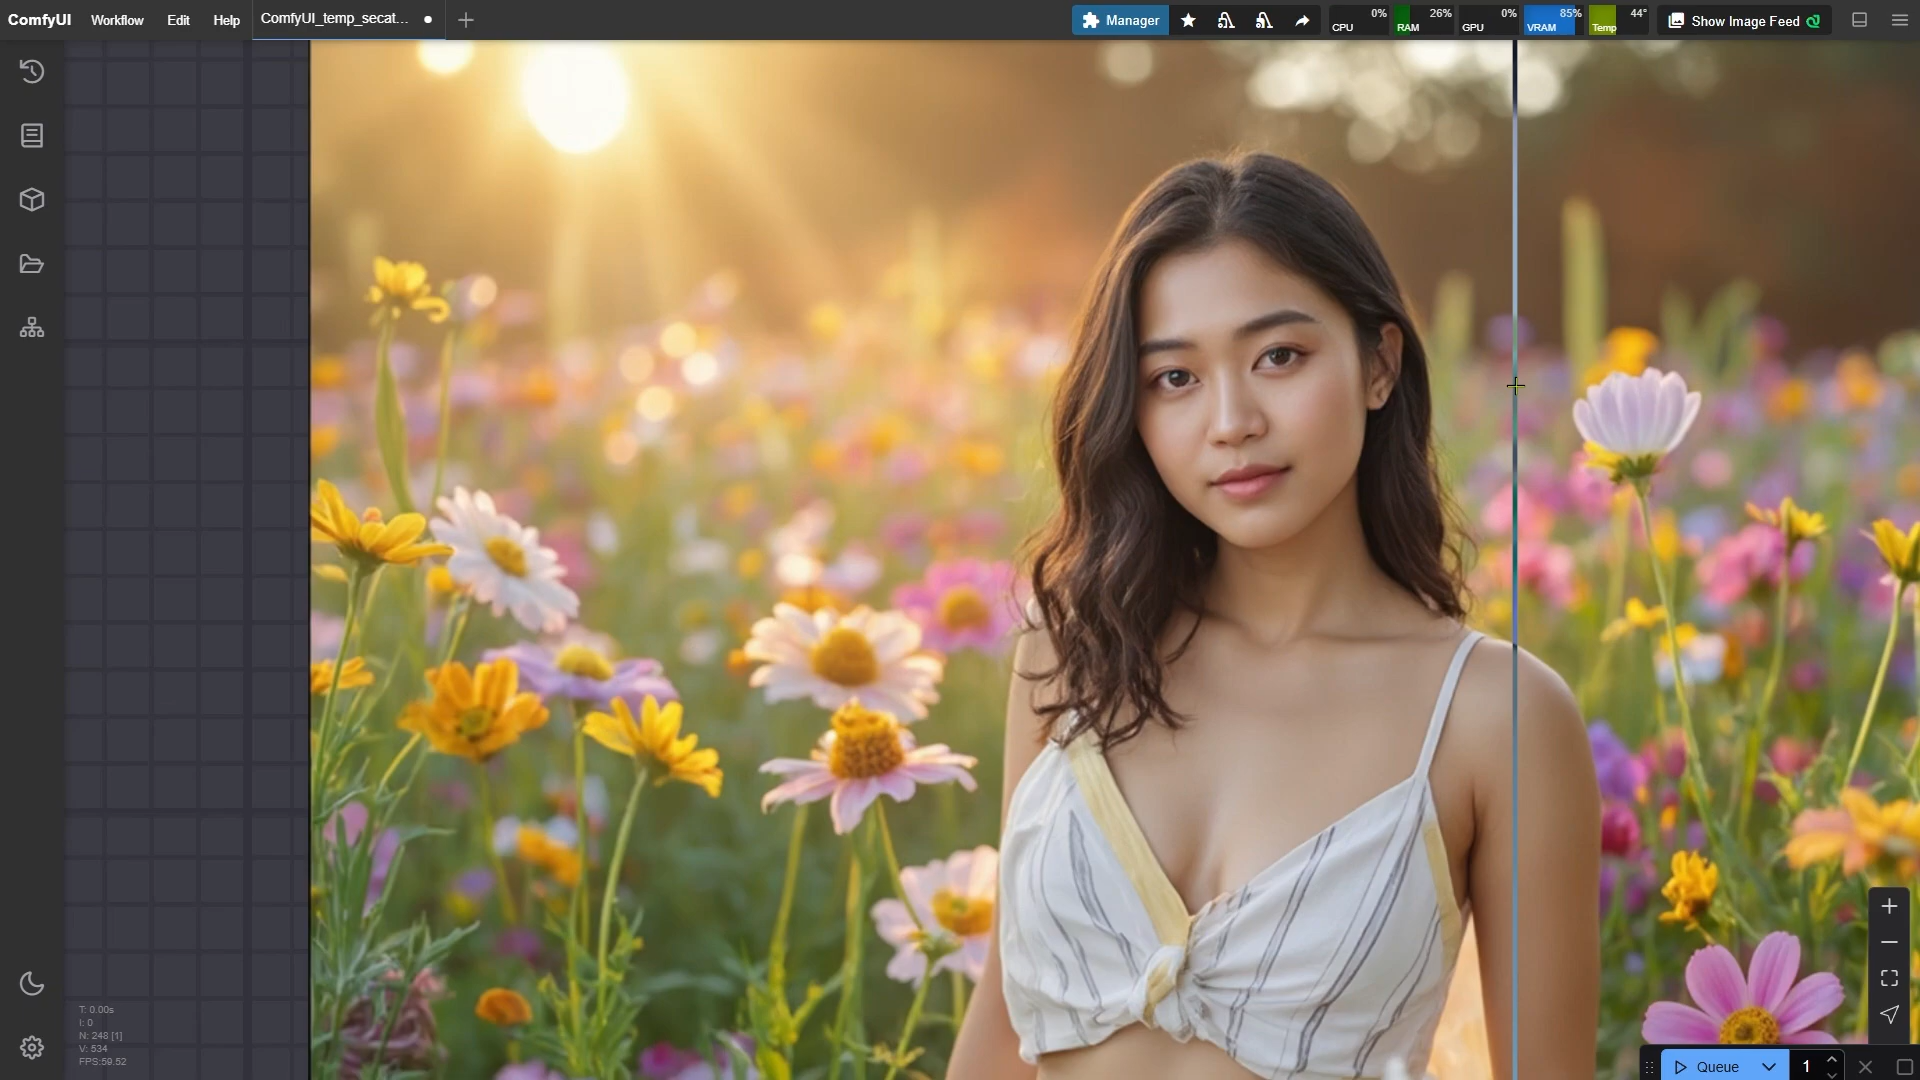 ComfyUI Workflow Edit Help ComfyUI_temp_secat... Manager CPU 0% RAM 26% GPU 0% VRAM 85% Temp 44° Show Image Feed
T: 0.00s
I: 0
N: 248 [1]
V: 534
FPS:59.52
Queue 1